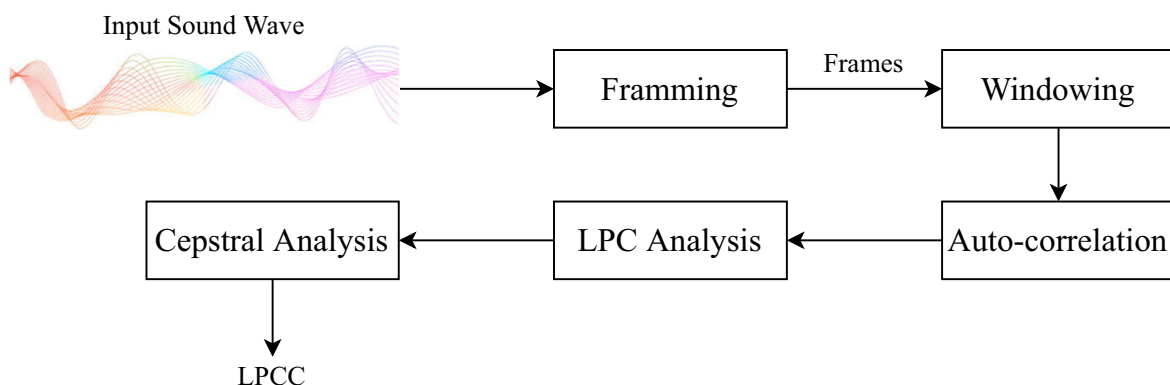 Input Sound Wave
Framming
Frames
Windowing
Auto-correlation
LPC Analysis
Cepstral Analysis
LPCC